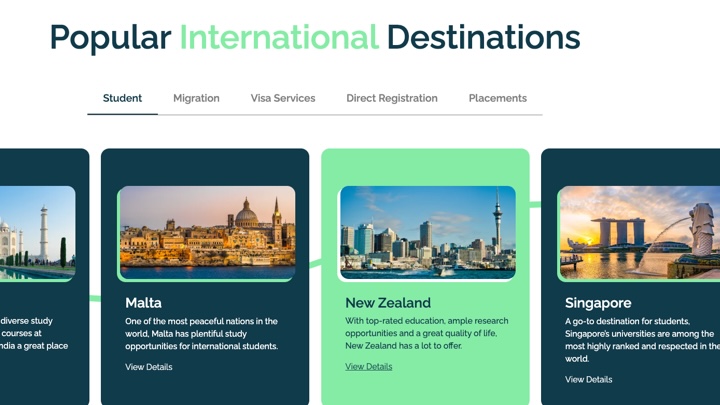 Popular International Destinations
Student
Migration
Visa Services
Direct Registration
Placements
diverse study
courses at
ndia a great place
Malta
One of the most peaceful nations in the
world, Malta has plentiful study
opportunities for international students.
View Details
New Zealand
With top-rated education, ample research
opportunities and a great quality of life,
New Zealand has a lot to offer.
View Details
Singapore
A go-to destination for students,
Singapore's universities are among the
most highly ranked and respected in the
world.
View Details